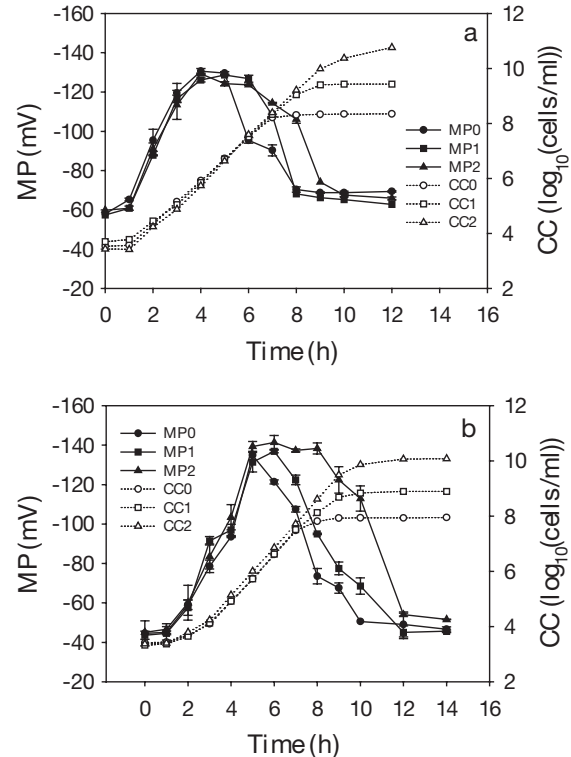 a
-160
-140
-120
-100
-80
-60
-40
-20
MP (mV)
12
10
8
6
4
2
CC (log10(cells/ml))
MP0
MP1
MP2
CC0
CC1
CC2
0 2 4 6 8 10 12 14 16
Time (h)
b
-160
-140
-120
-100
-80
-60
-40
-20
MP (mV)
MP0
MP1
MP2
CC0
CC1
CC2
12
10
8
6
4
2
CC (log10(cells/ml))
0 2 4 6 8 10 12 14 16
Time (h)